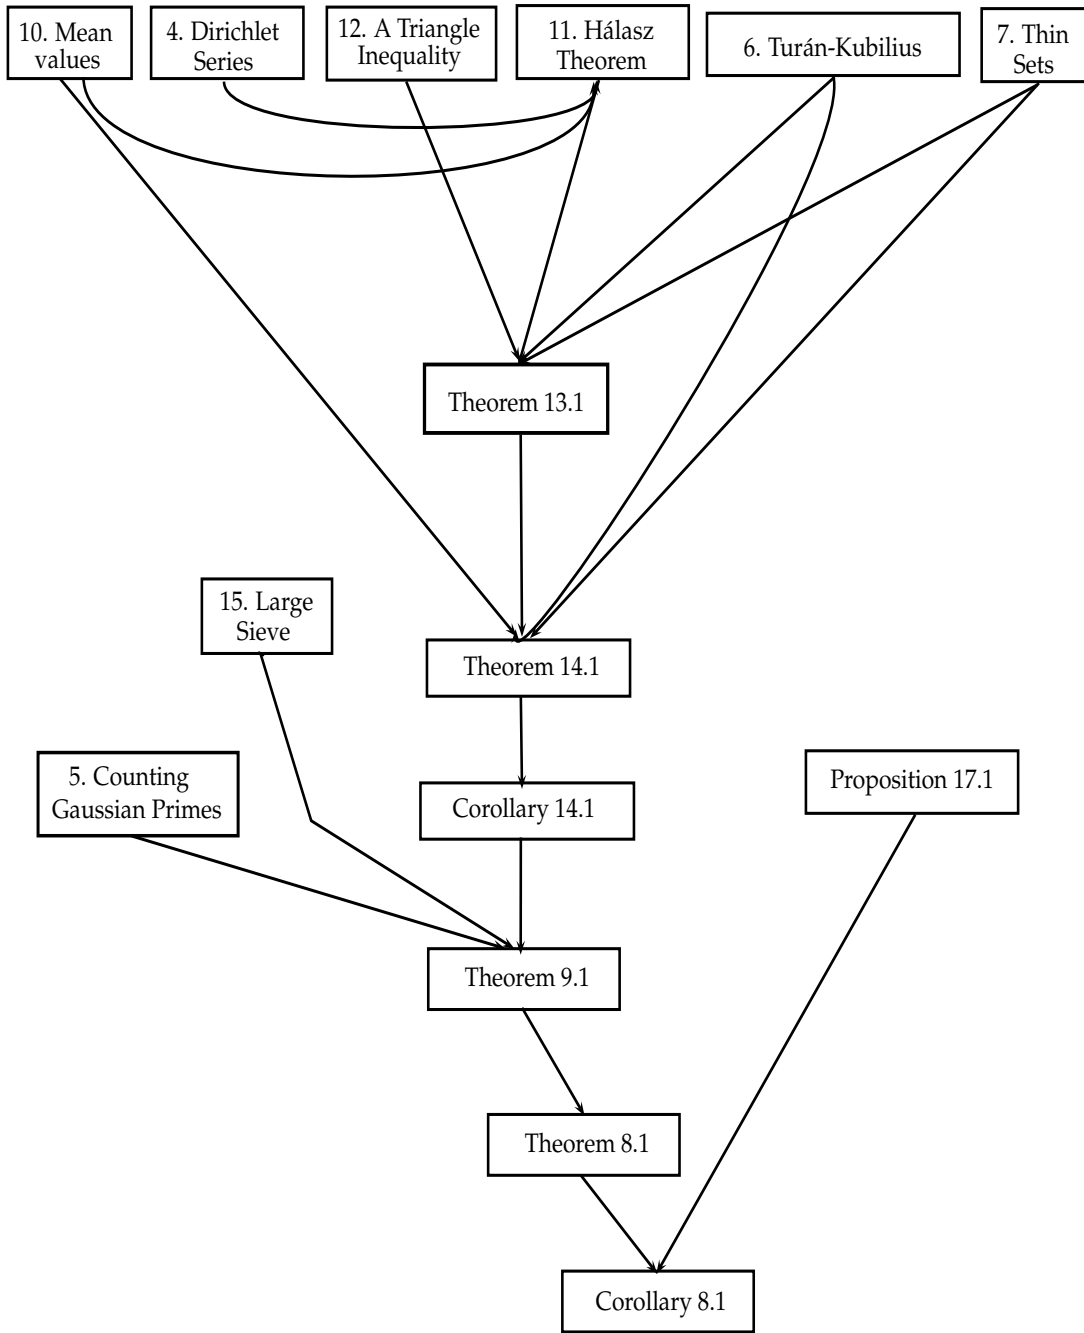 10. Mean
values
4. Dirichlet
Series
12. A Triangle
Inequality
11. Hálasz
Theorem
6. Turán-Kubilius
7. Thin
Sets
Theorem 13.1
15. Large
Sieve
Theorem 14.1
5. Counting
Gaussian Primes
Corollary 14.1
Proposition 17.1
Theorem 9.1
Theorem 8.1
Corollary 8.1